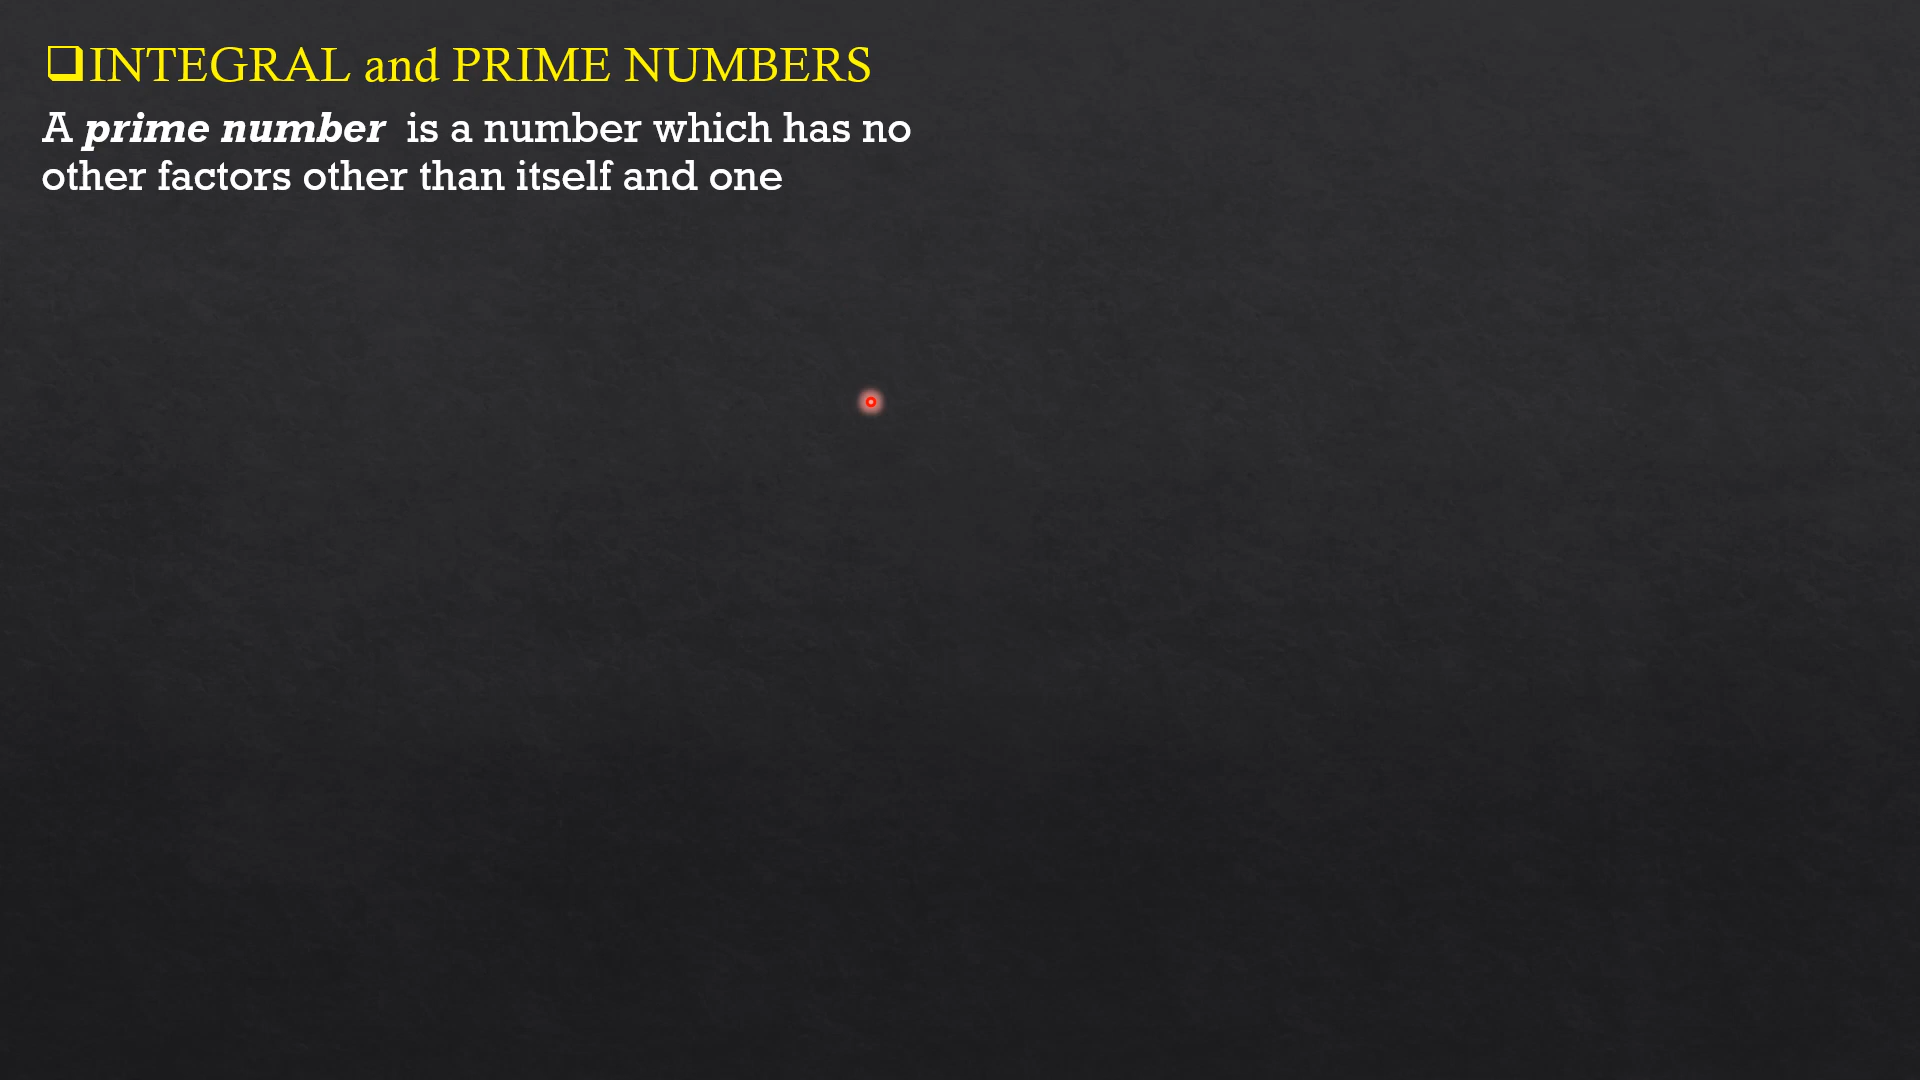 ❑INTEGRAL and PRIME NUMBERS
A prime number is a number which has no
other factors other than itself and one